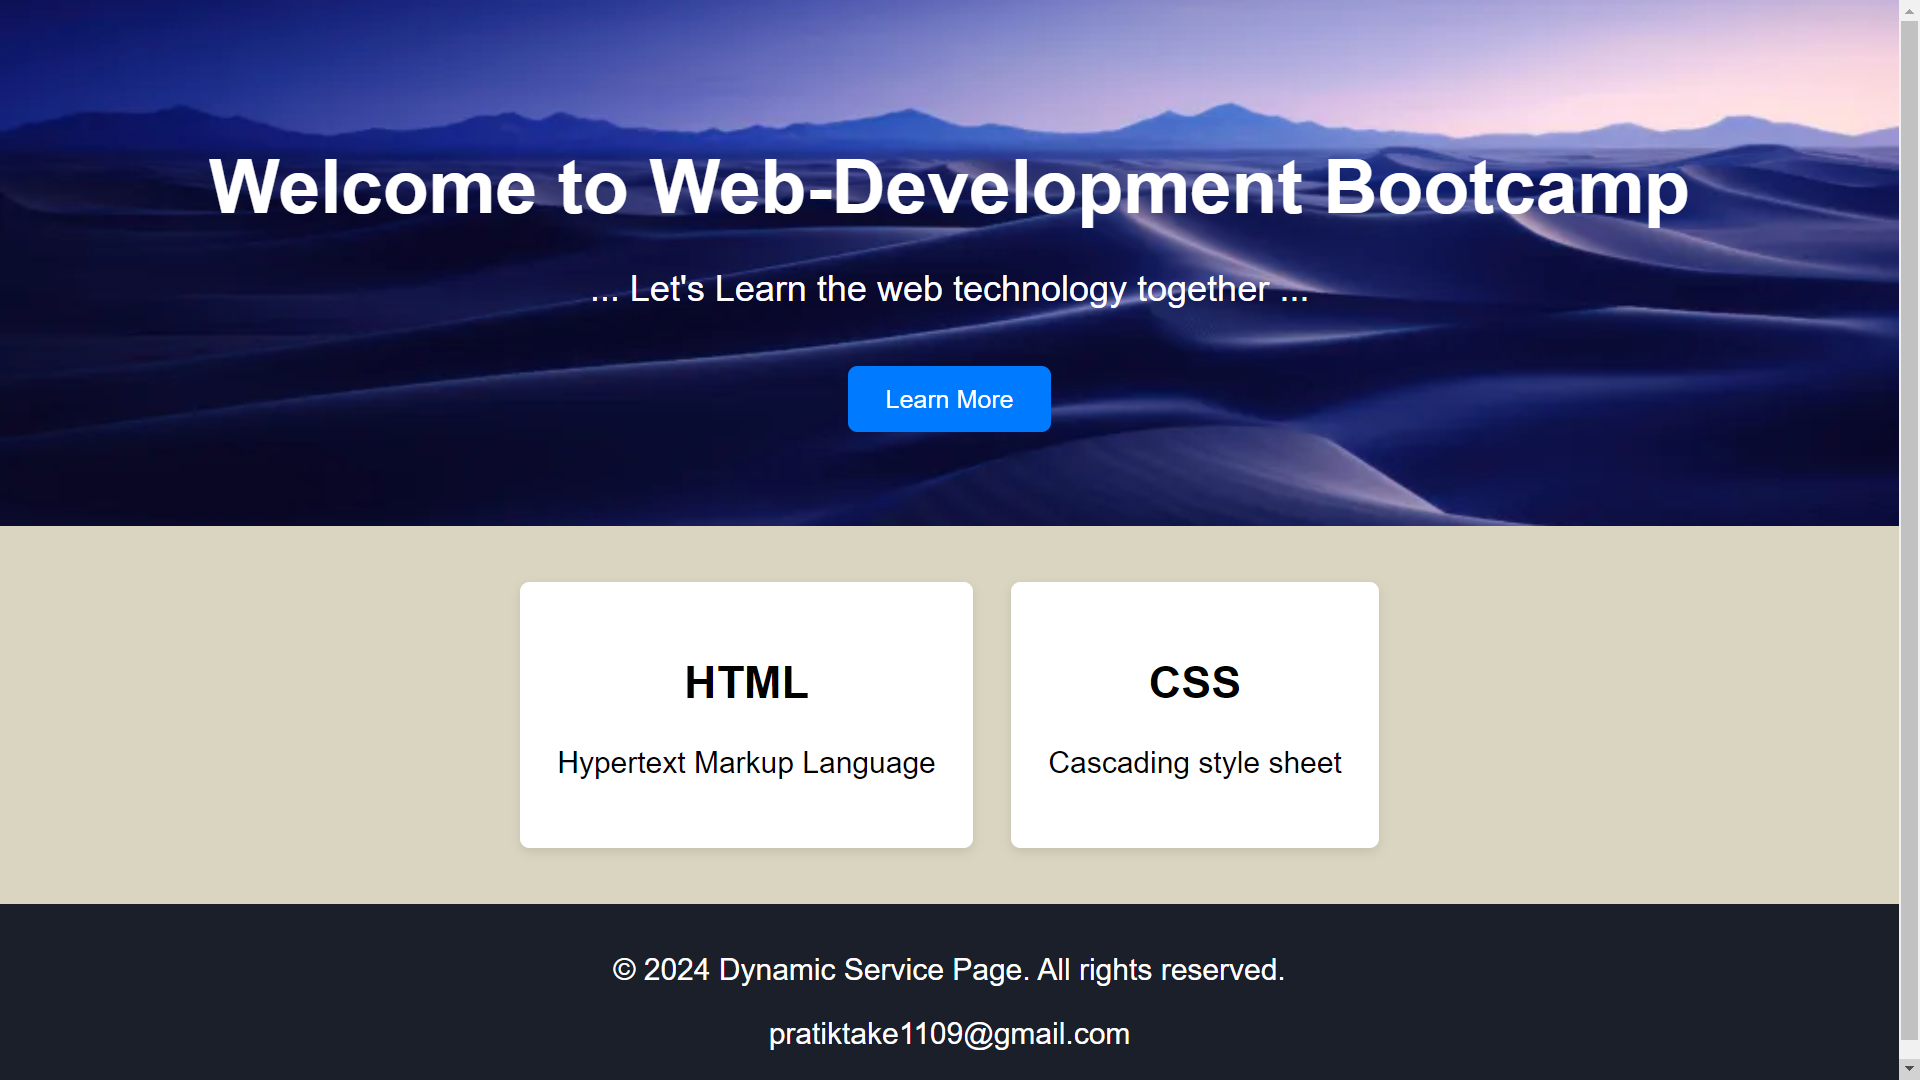 Welcome to Web-Development Bootcamp
... Let's Learn the web technology together ...
Learn More
HTML
Hypertext Markup Language
CSS
Cascading style sheet
© 2024 Dynamic Service Page. All rights reserved.
pratiktake1109@gmail.com